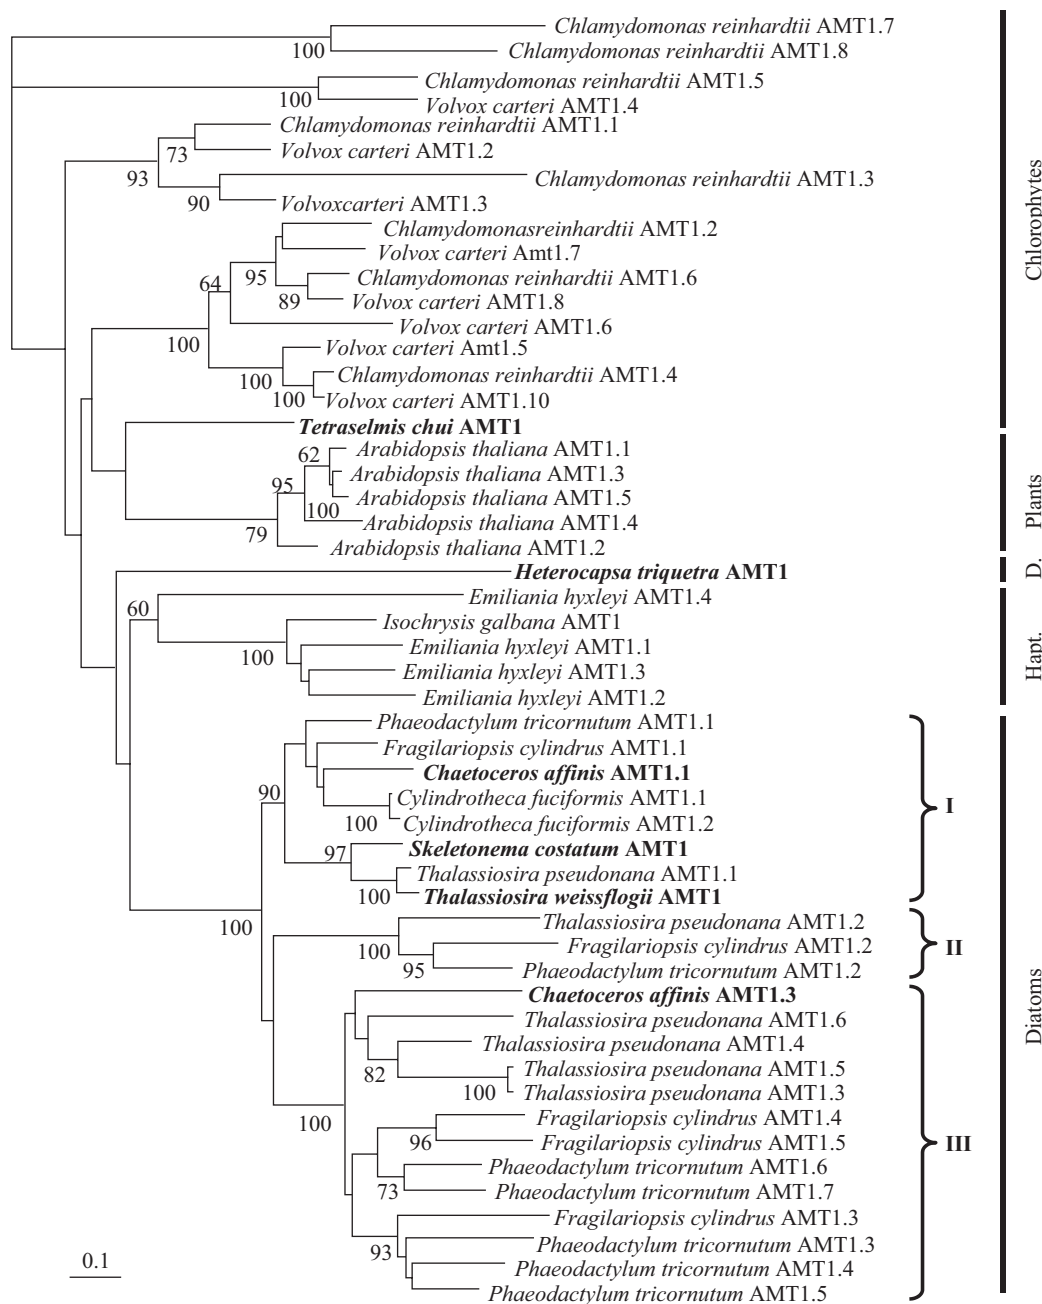 Chlamydomonas reinhardtii AMT1.7
100
Chlamydomonas reinhardtii AMT1.8
Chlamydomonas reinhardtii AMT1.5
100
Volvox carteri AMT1.4
Chlamydomonas reinhardtii AMT1.1
73
Volvox carteri AMT1.2
93
Chlamydomonas reinhardtii AMT1.3
90
Volvoxcarteri AMT1.3
Chlamydomonasreinhardtii AMT1.2
Volvox carteri Amt1.7
95
Chlamydomonas reinhardtii AMT1.6
64
89
Volvox carteri AMT1.8
Volvox carteri AMT1.6
100
Volvox carteri Amt1.5
Chlamydomonas reinhardtii AMT1.4
100
100
Volvox carteri AMT1.10
Tetraselmis chui AMT1
Chlorophytes
Arabidopsis thaliana AMT1.1
62
Arabidopsis thaliana AMT1.3
95
Arabidopsis thaliana AMT1.5
100
Arabidopsis thaliana AMT1.4
79
Arabidopsis thaliana AMT1.2
Plants
Heterocapsa triquetra AMT1
D.
Emiliania hyxleyi AMT1.4
60
Isochrysis galbana AMT1
Emiliania hyxleyi AMT1.1
100
Emiliania hyxleyi AMT1.3
Emiliania hyxleyi AMT1.2
Hapt.
Phaeodactylum tricornutum AMT1.1
Fragilariopsis cylindrus AMT1.1
Chaetoceros affinis AMT1.1
90
Cylindrotheca fuciformis AMT1.1
I
100
Cylindrotheca fuciformis AMT1.2
Skeletonema costatum AMT1
97
Thalassiosira pseudonana AMT1.1
100
Thalassiosira weissflogii AMT1
Thalassiosira pseudonana AMT1.2
100
100
Fragilariopsis cylindrus AMT1.2
II
95
Phaeodactylum tricornutum AMT1.2
Chaetoceros affinis AMT1.3
Thalassiosira pseudonana AMT1.6
Thalassiosira pseudonana AMT1.4
82
Thalassiosira pseudonana AMT1.5
100
Thalassiosira pseudonana AMT1.3
100
Fragilariopsis cylindrus AMT1.4
96
Fragilariopsis cylindrus AMT1.5
III
Phaeodactylum tricornutum AMT1.6
73
Phaeodactylum tricornutum AMT1.7
Fragilariopsis cylindrus AMT1.3
93
Phaeodactylum tricornutum AMT1.3
Phaeodactylum tricornutum AMT1.4
Phaeodactylum tricornutum AMT1.5
Diatoms
0.1